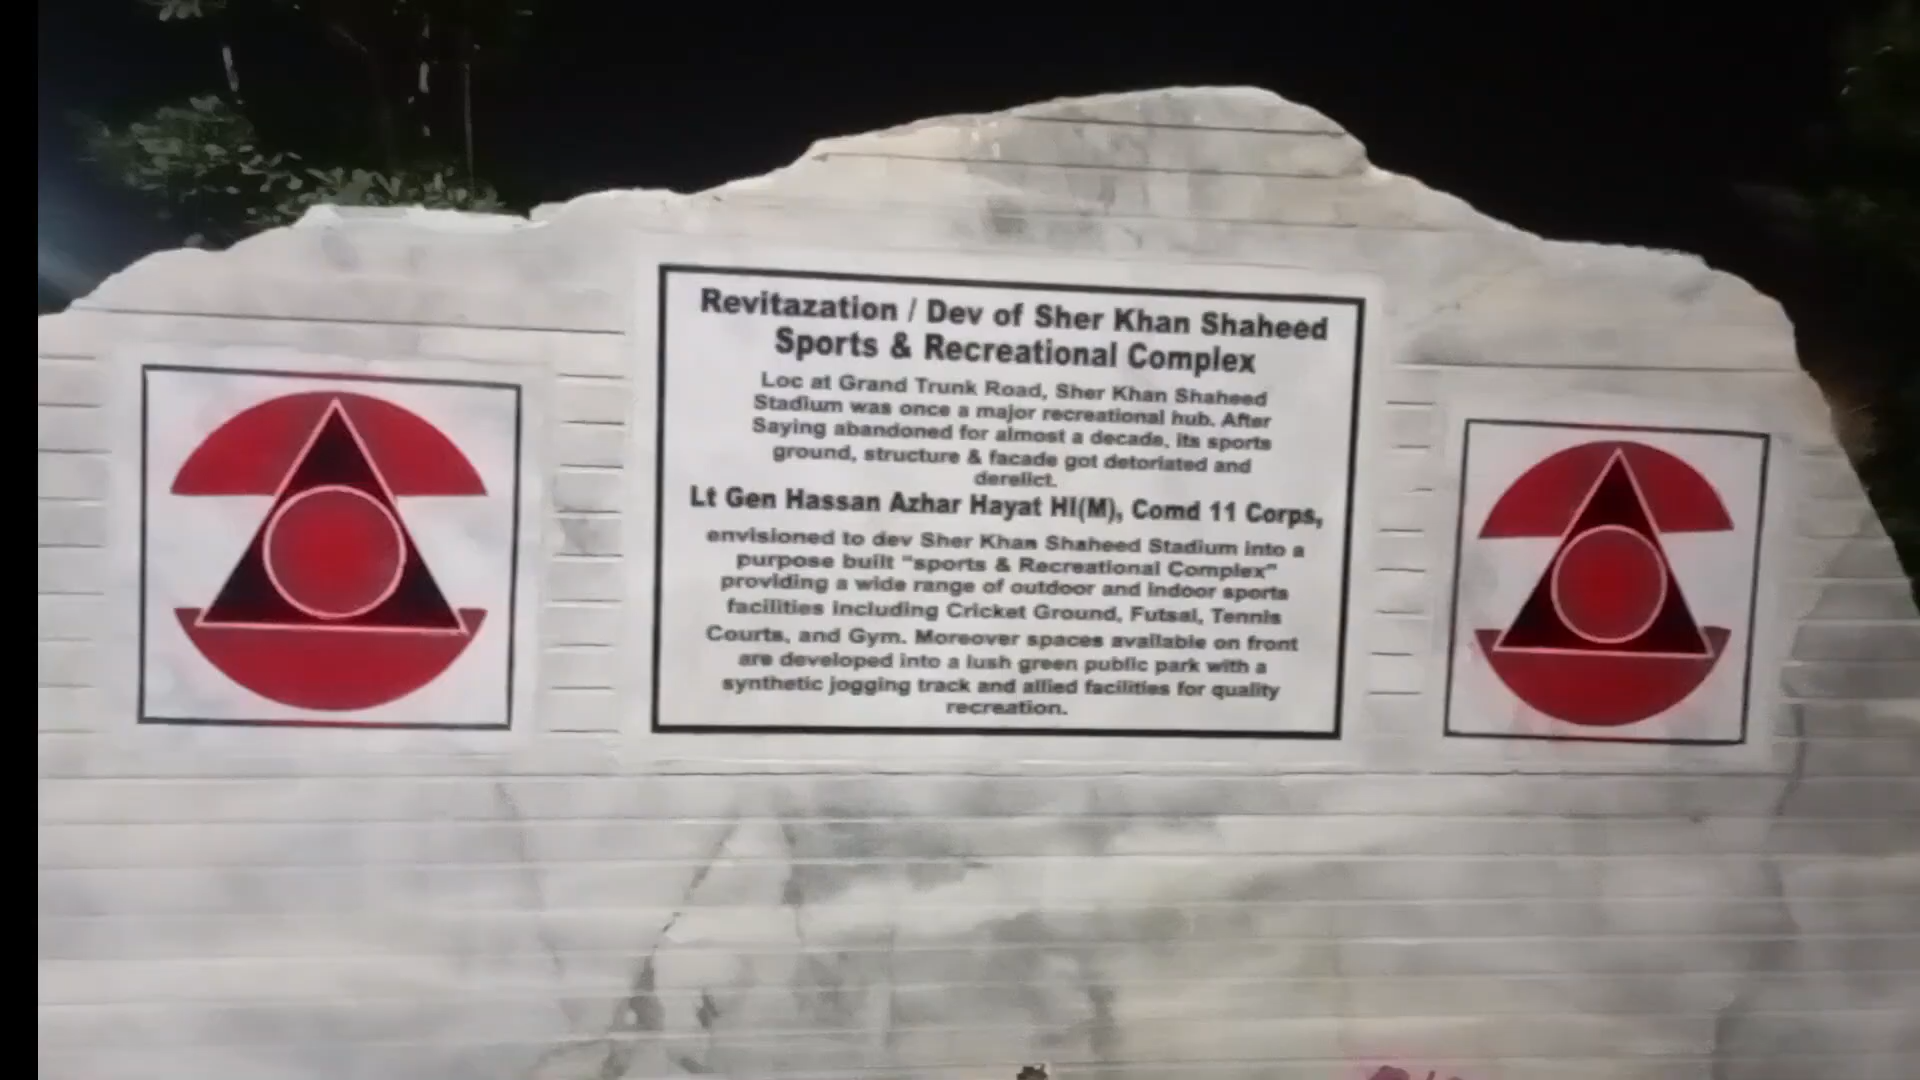 Revitazation / Dev of Sher Khan Shaheed
Sports & Recreational Complex
Loc at Grand Trunk Road, Sher Khan Shaheed
Stadium was once a major recreational hub. After
Saying abandoned for almost a decade, its sports
ground, structure & facade got detoriated and
derelict.
Lt Gen Hassan Azhar Hayat HI(M), Comd 11 Corps,
envisioned to dev Sher Khan Shaheed Stadium into a
purpose built "sports & Recreational Complex"
providing a wide range of outdoor and indoor sports
facilities including Cricket Ground, Futsal, Tennis
Courts, and Gym. Moreover spaces available on front
are developed into a lush green public park with a
synthetic jogging track and allied facilities for quality
recreation.